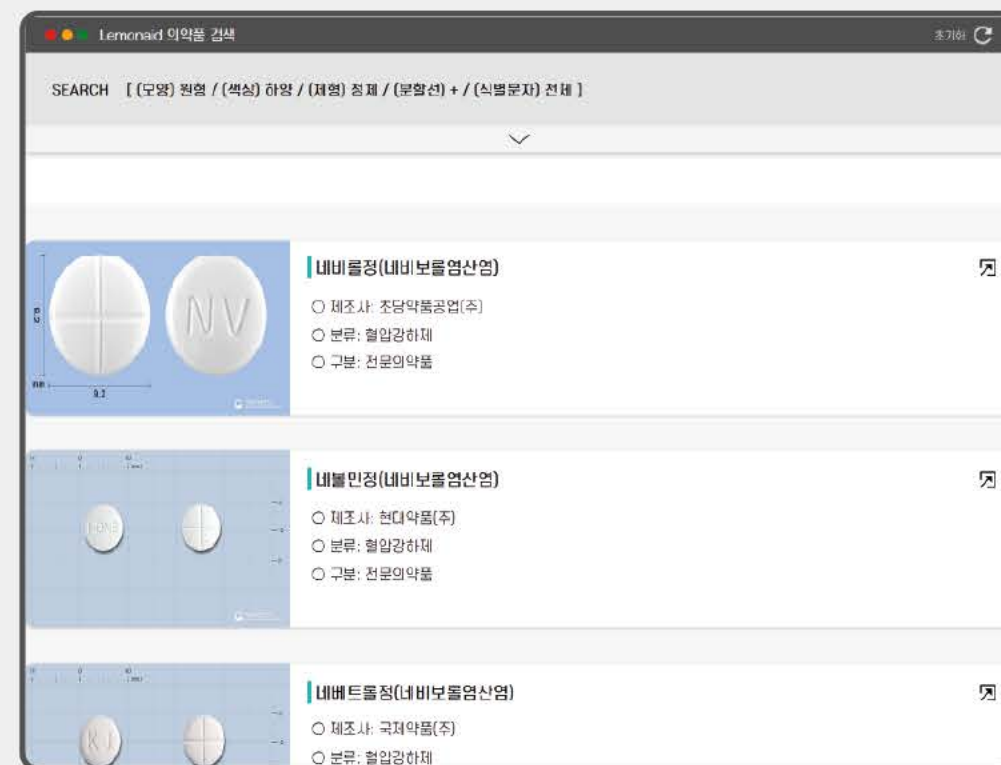 Lemonaid 의약품 검색
초기화
SEARCH [ (모양) 원형 / (색상) 하양 / (제형) 정제 / (분할선) + / (식별문자) 전체 ]
NV
네비롤정(네비보롤염산염)
○ 제조사: 초당약품공업(주)
○ 분류: 혈압강하제
○ 구분: 전문의약품
네볼민정(네비보롤염산염)
○ 제조사: 현대약품(주)
○ 분류: 혈압강하제
○ 구분: 전문의약품
KJ
네베트롤정(네비보롤염산염)
○ 제조사: 국제약품(주)
○ 분류: 혈압강하제